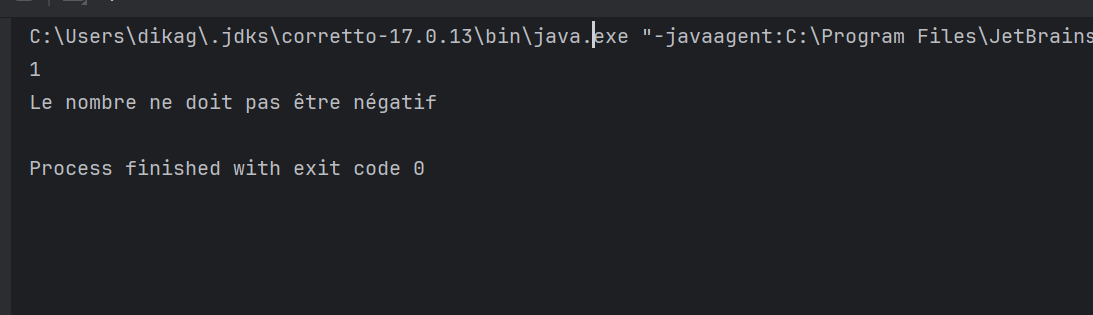 C:\Users\dikag\.jdks\corretto-17.0.13\bin\java.exe "-javaagent:C:\Program Files\JetBrains
1
Le nombre ne doit pas être négatif
Process finished with exit code 0